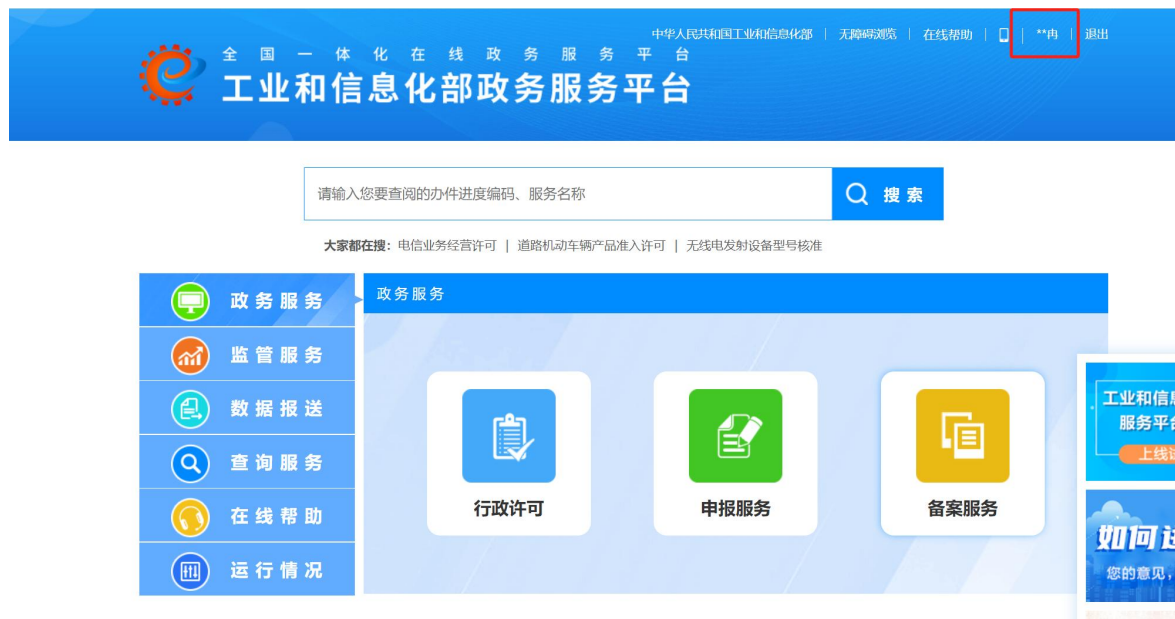 中华人民共和国工业和信息化部 | 无障碍浏览 | 在线帮助 | | **冉 | 退出
全国一体化在线政务服务平台
工业和信息化部政务服务平台
请输入您要查阅的办件进度编码、服务名称
搜索
大家都在搜：电信业务经营许可 | 道路机动车辆产品准入许可 | 无线电发射设备型号核准
政务服务
监管服务
数据报送
查询服务
在线帮助
运行情况
政务服务
行政许可
申报服务
备案服务
工业和信息
服务平台
上线
如何
您的意见，